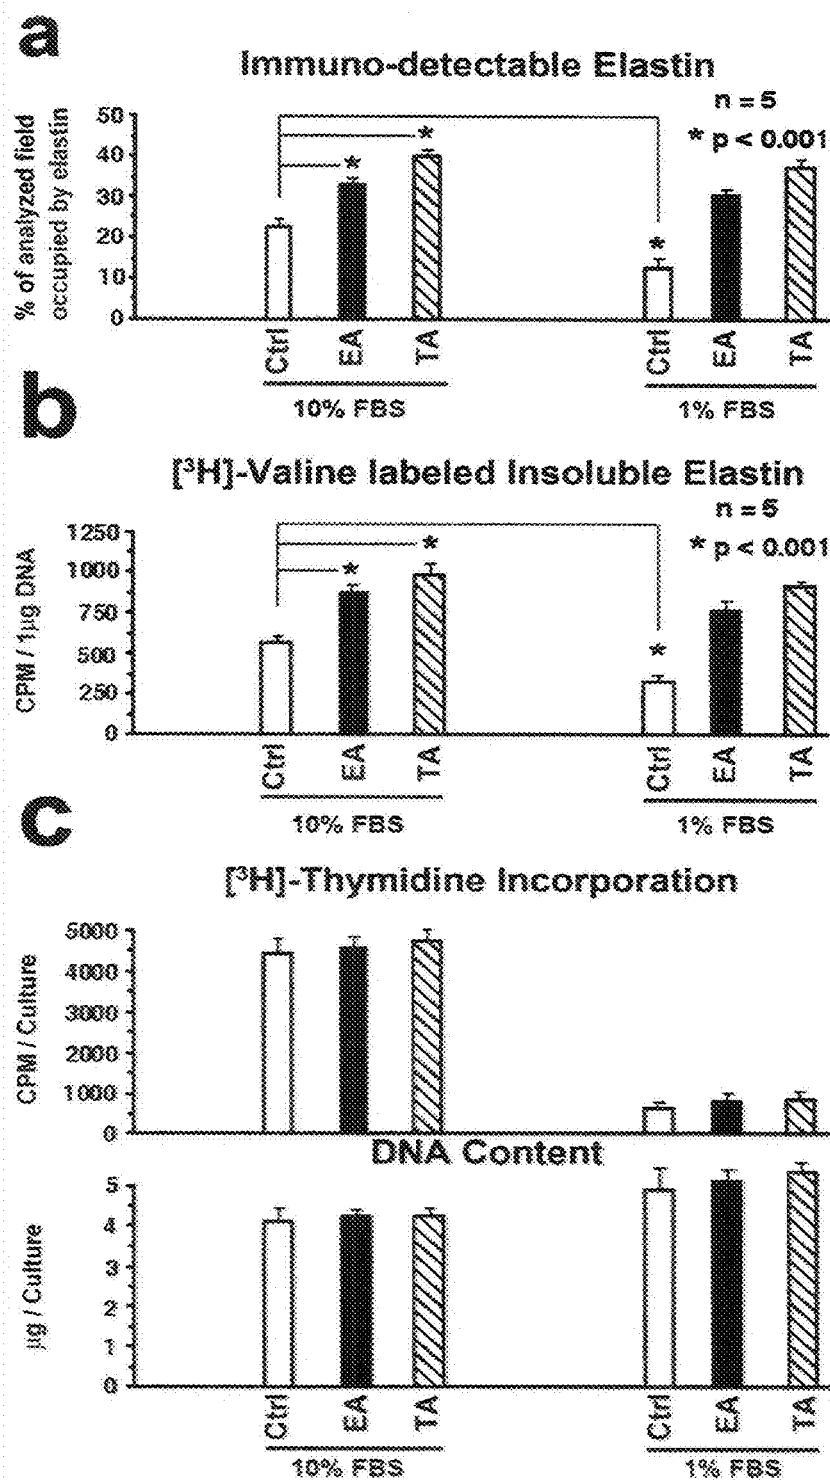 a
Immuno-detectable Elastin
n = 5
* p < 0.001
% of analyzed field
occupied by elastin
50
40
30
20
10
0
* * *
Ctrl EA TA Ctrl EA TA
10% FBS 1% FBS
b
[³H]-Valine labeled Insoluble Elastin
n = 5
* p < 0.001
CPM / 1µg DNA
1250
1000
750
500
250
0
* * *
Ctrl EA TA Ctrl EA TA
10% FBS 1% FBS
c
[³H]-Thymidine Incorporation
CPM / Culture
5000
4000
3000
2000
1000
0
DNA Content
µg / Culture
5
4
3
2
1
0
Ctrl EA TA Ctrl EA TA
10% FBS 1% FBS